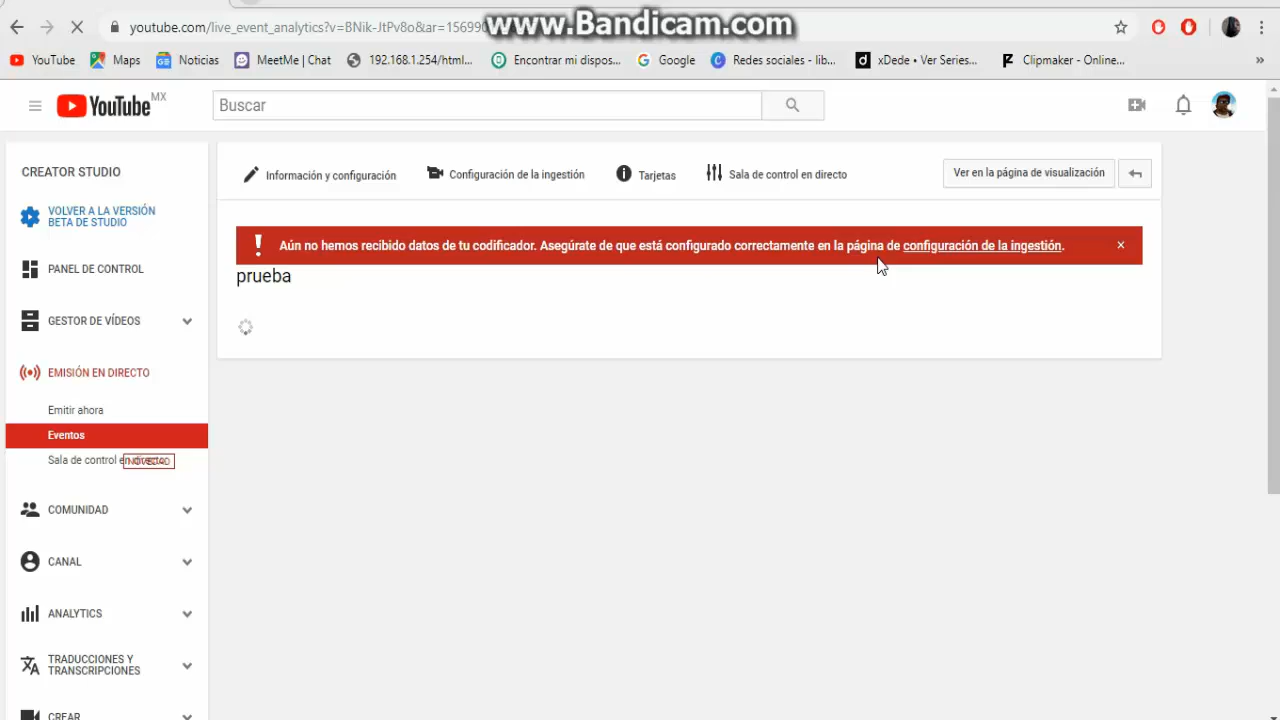 www.Bandicam.com
youtube.com/live_event_analytics?v=BNik-JtPv8o&ar=15699
YouTube
Maps
Noticias
MeetMe | Chat
192.168.1.254/html...
Encontrar mi dispos...
Google
Redes sociales - lib...
xDede • Ver Series...
Clipmaker - Online...
»
YouTube MX
Buscar
CREATOR STUDIO
VOLVER A LA VERSIÓN
BETA DE STUDIO
PANEL DE CONTROL
GESTOR DE VÍDEOS
EMISIÓN EN DIRECTO
Emitir ahora
Eventos
Sala de control en directo
NOVEDAD
COMUNIDAD
CANAL
ANALYTICS
TRADUCCIONES Y
TRANSCRIPCIONES
CREAR
Información y configuración
Configuración de la ingestión
Tarjetas
Sala de control en directo
Ver en la página de visualización
Aún no hemos recibido datos de tu codificador. Asegúrate de que está configurado correctamente en la página de configuración de la ingestión.
prueba